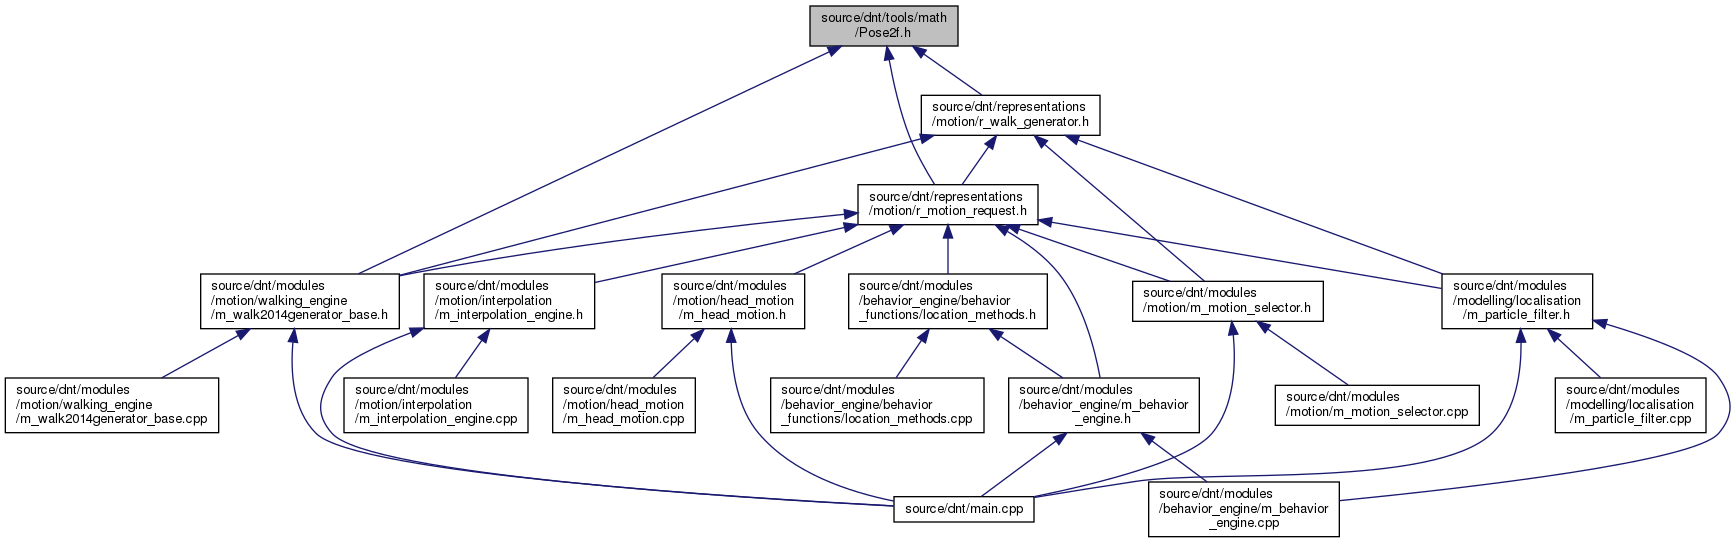 source/dnt/tools/math
/Pose2f.h
source/dnt/representations
/motion/r_walk_generator.h
source/dnt/representations
/motion/r_motion_request.h
source/dnt/modules
/motion/walking_engine
/m_walk2014generator_base.h
source/dnt/modules
/motion/interpolation
/m_interpolation_engine.h
source/dnt/modules
/motion/head_motion
/m_head_motion.h
source/dnt/modules
/behavior_engine/behavior
_functions/location_methods.h
source/dnt/modules
/motion/m_motion_selector.h
source/dnt/modules
/modelling/localisation
/m_particle_filter.h
source/dnt/modules
/motion/walking_engine
/m_walk2014generator_base.cpp
source/dnt/modules
/motion/interpolation
/m_interpolation_engine.cpp
source/dnt/modules
/motion/head_motion
/m_head_motion.cpp
source/dnt/modules
/behavior_engine/behavior
_functions/location_methods.cpp
source/dnt/modules
/behavior_engine/m_behavior
_engine.h
source/dnt/modules
/motion/m_motion_selector.cpp
source/dnt/modules
/modelling/localisation
/m_particle_filter.cpp
source/dnt/main.cpp
source/dnt/modules
/behavior_engine/m_behavior
_engine.cpp